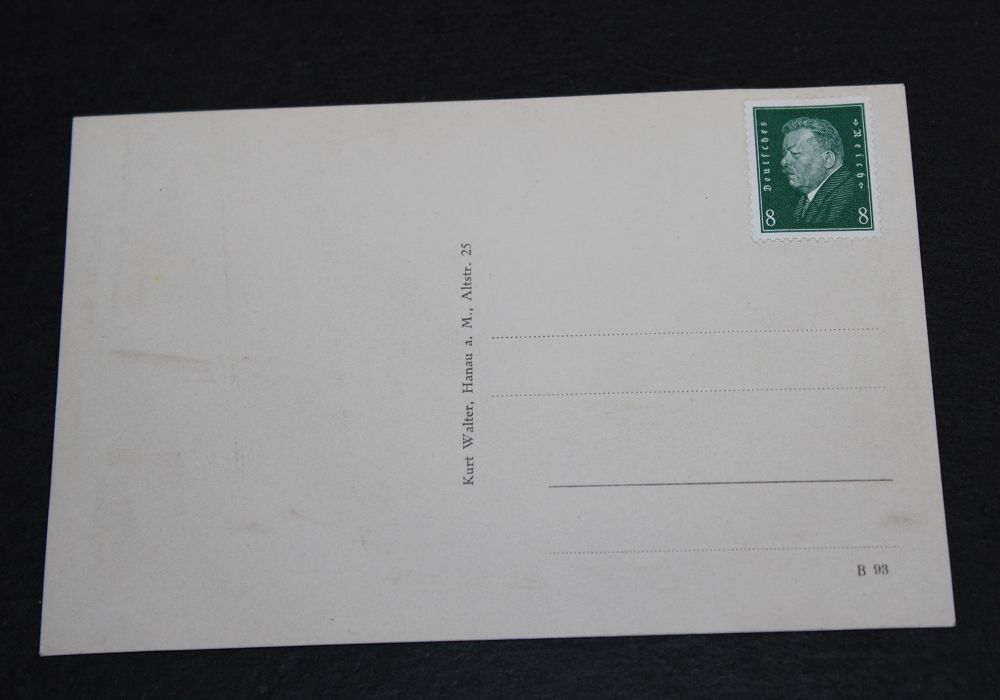 Deutsches
Reich
8
8
Kurt Walter, Hanau a. M., Altstr. 25
B 93